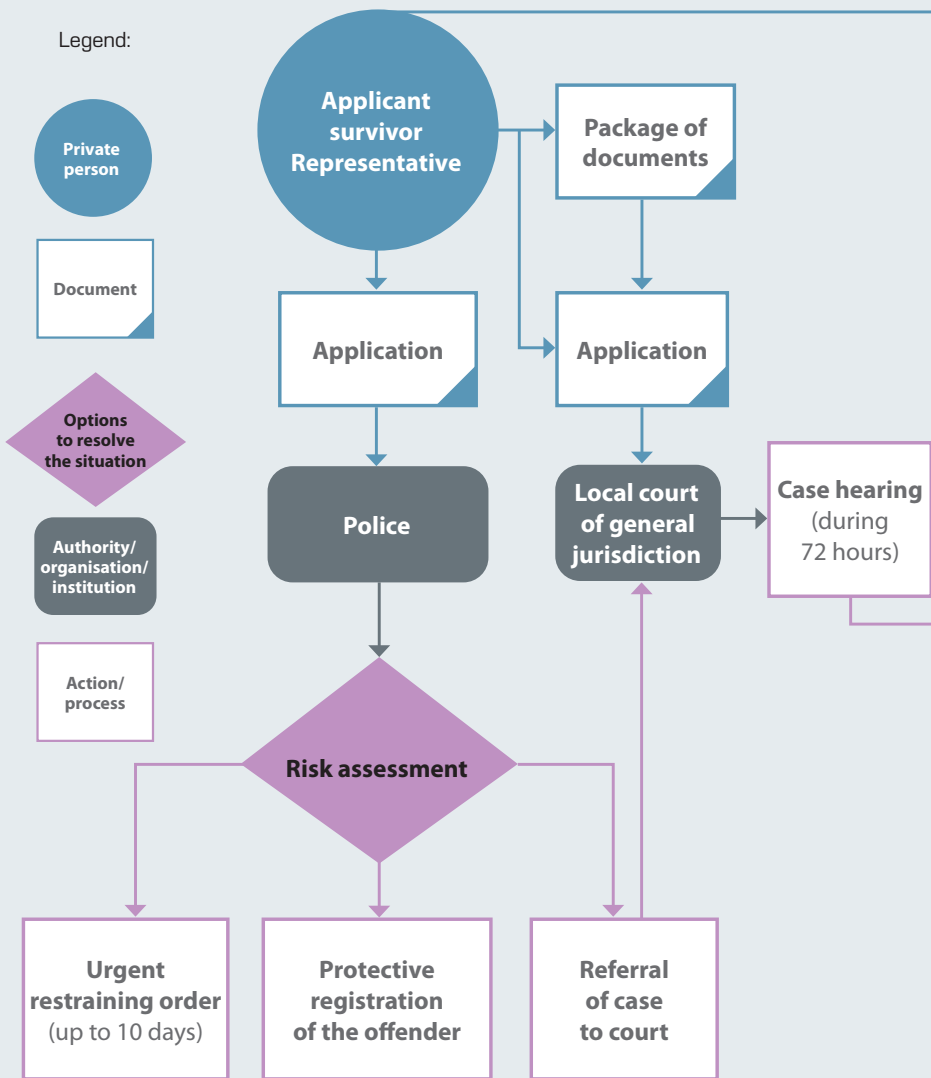 Legend:
Private
person
Document
Options
to resolve
the situation
Authority/
organisation/
institution
Action/
process
Applicant
survivor
Representative
Package of
documents
Application
Application
Police
Local court
of general
jurisdiction
Case hearing
(during
72 hours)
Risk assessment
Urgent
restraining order
(up to 10 days)
Protective
registration
of the offender
Referral
of case
to court